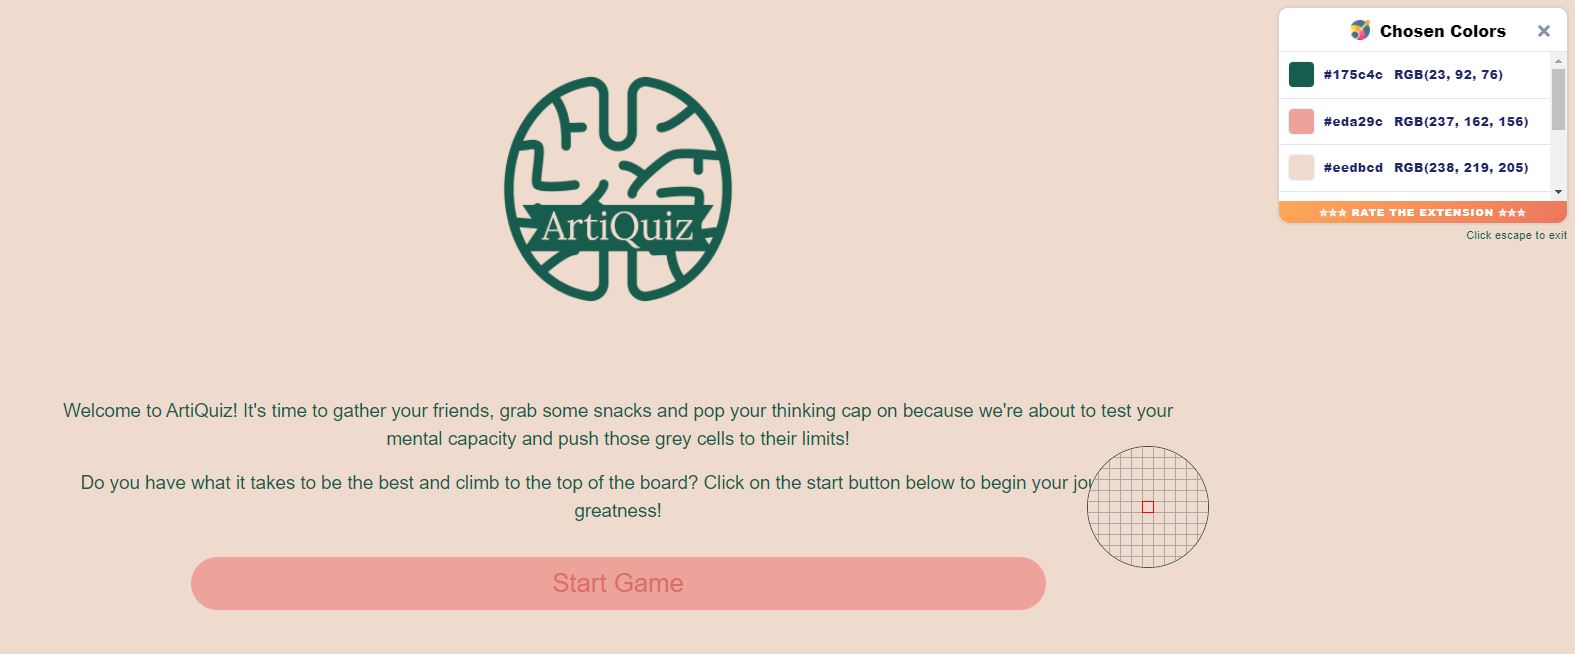 Chosen Colors
#175c4c RGB(23, 92, 76)
#eda29c RGB(237, 162, 156)
#eedbcd RGB(238, 219, 205)
☆☆☆ RATE THE EXTENSION ☆☆☆
Click escape to exit
ArtiQuiz
Welcome to ArtiQuiz! It's time to gather your friends, grab some snacks and pop your thinking cap on because we're about to test your
mental capacity and push those grey cells to their limits!
Do you have what it takes to be the best and climb to the top of the board? Click on the start button below to begin your
greatness!
Start Game